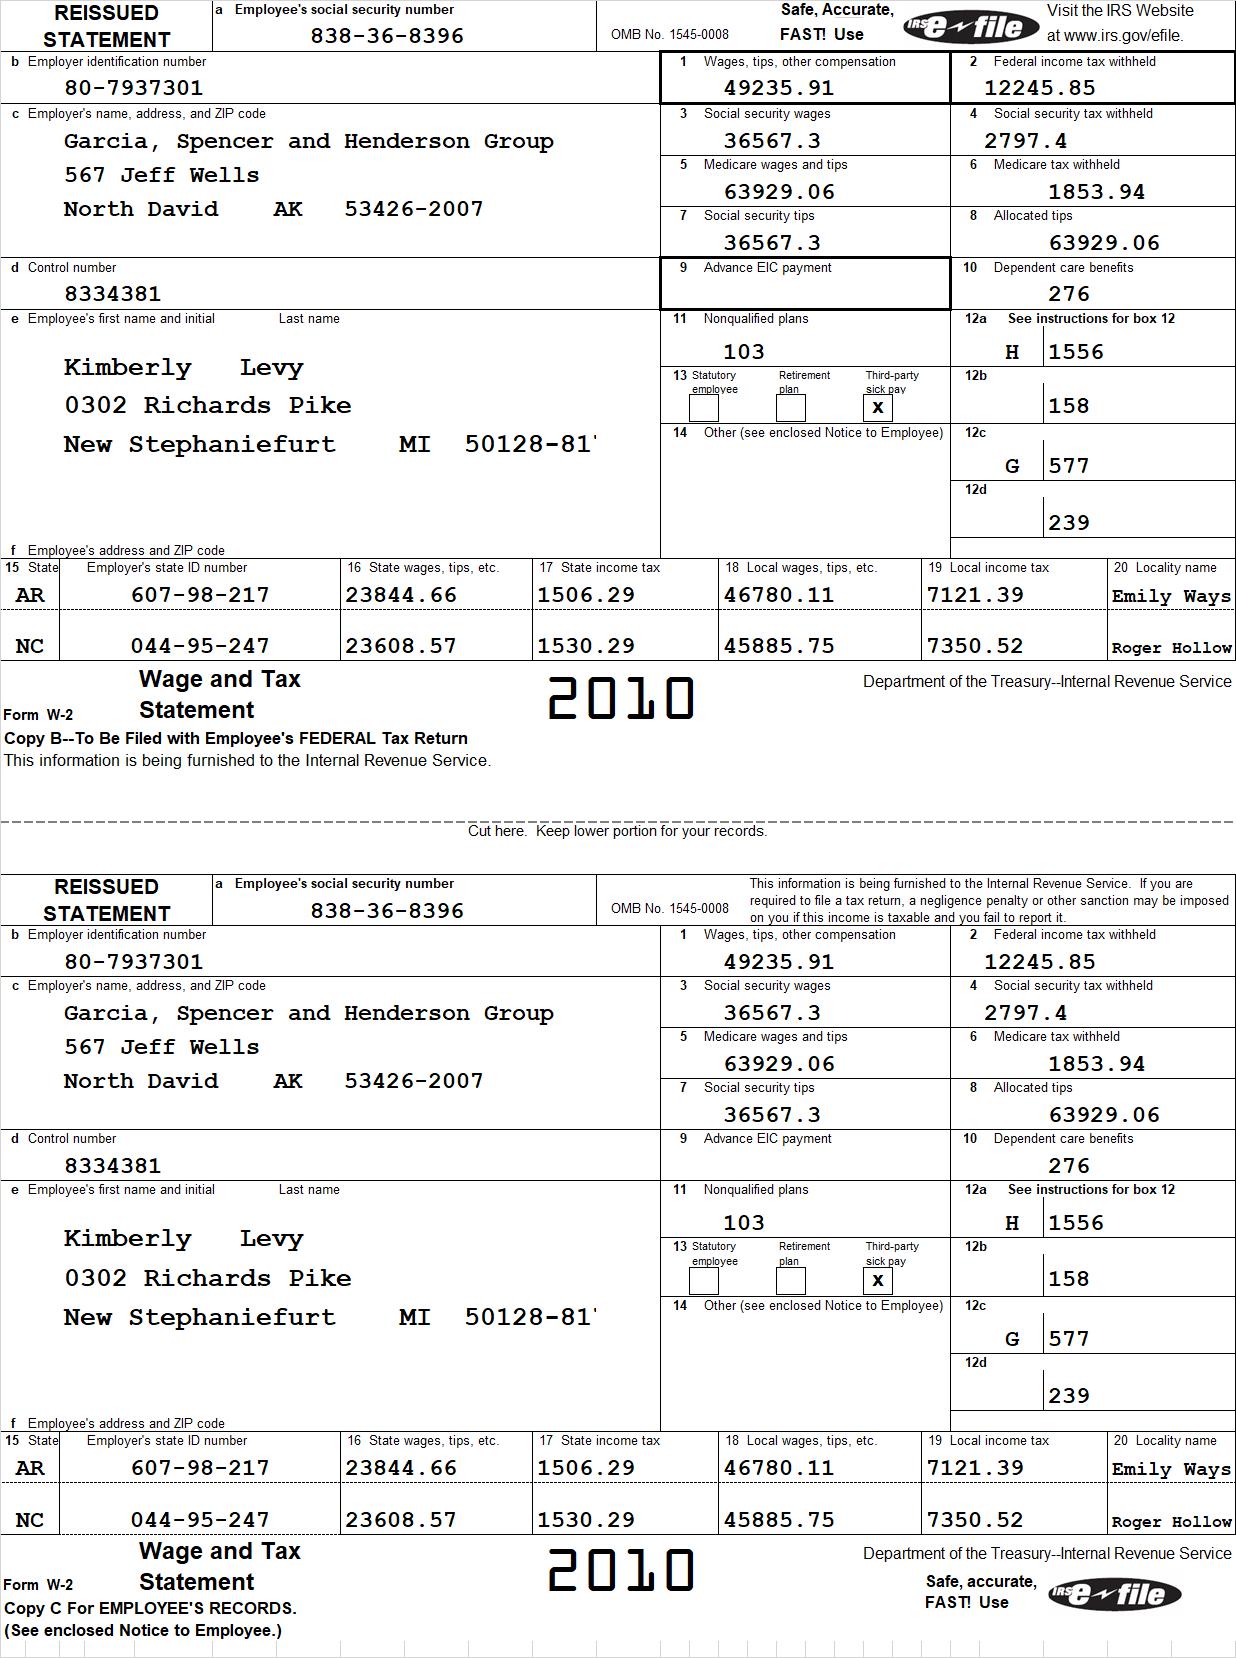 REISSUED STATEMENT
a Employee's social security number
838-36-8396
OMB No. 1545-0008
Safe, Accurate,
FAST! Use
IRS e-file
Visit the IRS Website
at www.irs.gov/efile.
b Employer identification number
80-7937301
1 Wages, tips, other compensation
49235.91
2 Federal income tax withheld
12245.85
c Employer's name, address, and ZIP code
Garcia, Spencer and Henderson Group
567 Jeff Wells
North David AK 53426-2007
3 Social security wages
36567.3
4 Social security tax withheld
2797.4
5 Medicare wages and tips
63929.06
6 Medicare tax withheld
1853.94
7 Social security tips
36567.3
8 Allocated tips
63929.06
d Control number
8334381
9 Advance EIC payment
10 Dependent care benefits
276
e Employee's first name and initial Last name
Kimberly Levy
0302 Richards Pike
New Stephaniefurt MI 50128-81
11 Nonqualified plans
103
12a See instructions for box 12
H 1556
13 Statutory employee Retirement plan Third-party sick pay
X
12b
158
14 Other (see enclosed Notice to Employee)
12c
G 577
12d
239
f Employee's address and ZIP code
15 State Employer's state ID number 16 State wages, tips, etc. 17 State income tax 18 Local wages, tips, etc. 19 Local income tax 20 Locality name
AR 607-98-217 23844.66 1506.29 46780.11 7121.39 Emily Ways
NC 044-95-247 23608.57 1530.29 45885.75 7350.52 Roger Hollow
Form W-2
Wage and Tax
Statement
2010
Department of the Treasury--Internal Revenue Service
Copy B--To Be Filed with Employee's FEDERAL Tax Return
This information is being furnished to the Internal Revenue Service.
Cut here. Keep lower portion for your records.
REISSUED STATEMENT
a Employee's social security number
838-36-8396
OMB No. 1545-0008
This information is being furnished to the Internal Revenue Service. If you are
required to file a tax return, a negligence penalty or other sanction may be imposed
on you if this income is taxable and you fail to report it.
b Employer identification number
80-7937301
1 Wages, tips, other compensation
49235.91
2 Federal income tax withheld
12245.85
c Employer's name, address, and ZIP code
Garcia, Spencer and Henderson Group
567 Jeff Wells
North David AK 53426-2007
3 Social security wages
36567.3
4 Social security tax withheld
2797.4
5 Medicare wages and tips
63929.06
6 Medicare tax withheld
1853.94
7 Social security tips
36567.3
8 Allocated tips
63929.06
d Control number
8334381
9 Advance EIC payment
10 Dependent care benefits
276
e Employee's first name and initial Last name
Kimberly Levy
0302 Richards Pike
New Stephaniefurt MI 50128-81
11 Nonqualified plans
103
12a See instructions for box 12
H 1556
13 Statutory employee Retirement plan Third-party sick pay
X
12b
158
14 Other (see enclosed Notice to Employee)
12c
G 577
12d
239
f Employee's address and ZIP code
15 State Employer's state ID number 16 State wages, tips, etc. 17 State income tax 18 Local wages, tips, etc. 19 Local income tax 20 Locality name
AR 607-98-217 23844.66 1506.29 46780.11 7121.39 Emily Ways
NC 044-95-247 23608.57 1530.29 45885.75 7350.52 Roger Hollow
Form W-2
Wage and Tax
Statement
2010
Department of the Treasury--Internal Revenue Service
Safe, accurate,
FAST! Use
IRS e-file
Copy C For EMPLOYEE'S RECORDS.
(See enclosed Notice to Employee.)